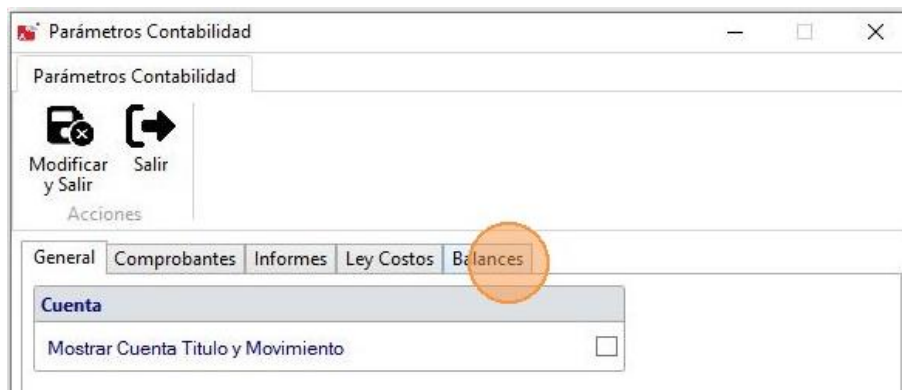 Parámetros Contabilidad
Parámetros Contabilidad
Modificar y Salir
Salir
Acciones
General Comprobantes Informes Ley Costos Balances
Cuenta
Mostrar Cuenta Titulo y Movimiento